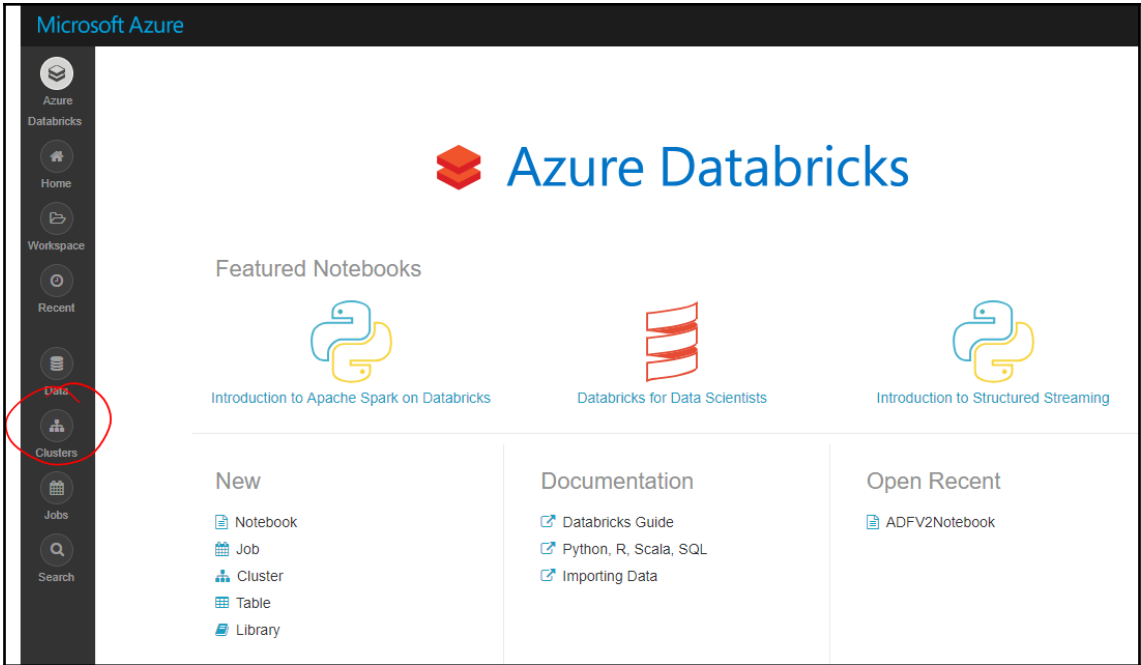 Microsoft Azure
Azure
Databricks
Home
Workspace
Recent
Data
Clusters
Jobs
Search
Azure Databricks
Featured Notebooks
Introduction to Apache Spark on Databricks
Databricks for Data Scientists
Introduction to Structured Streaming
New
Notebook
Job
Cluster
Table
Library
Documentation
Databricks Guide
Python, R, Scala, SQL
Importing Data
Open Recent
ADFV2Notebook